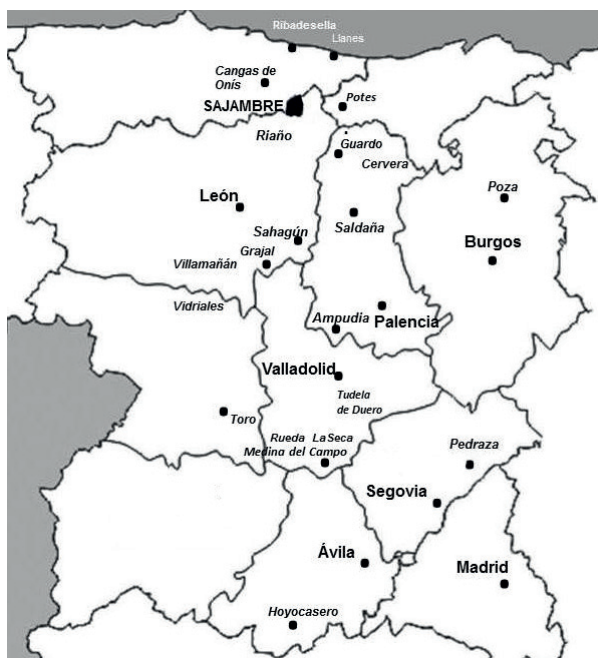 Ribadesella
Llanes
Cangas de
Onís
SAJAMBRE
Potes
Riaño
Guardo
Cervera
León
Poza
Saldaña
Sahagún
Burgos
Grajal
Villamañán
Vidriales
Ampudia
Palencia
Valladolid
Tudela
de Duero
Toro
Rueda La Seca
Medina del Campo
Pedraza
Segovia
Ávila
Madrid
Hoyocasero